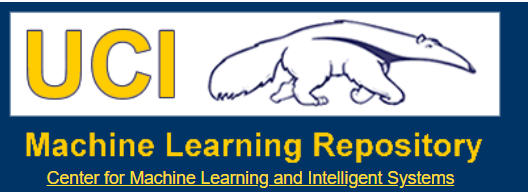 UCI
Machine Learning Repository
Center for Machine Learning and Intelligent Systems